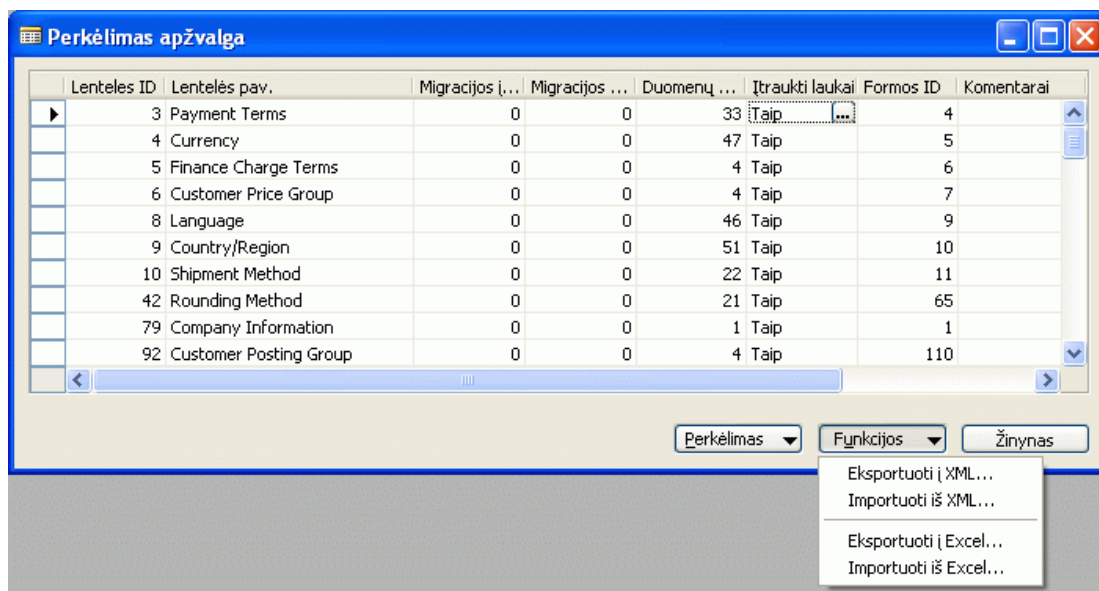 Perkėlimas apžvalga
Lenteles ID Lentelės pav. Migracijos į... Migracijos ... Duomenų ... Įtraukti laukai Formos ID Komentarai
3 Payment Terms 0 0 33 Taip ... 4
4 Currency 0 0 47 Taip 5
5 Finance Charge Terms 0 0 4 Taip 6
6 Customer Price Group 0 0 4 Taip 7
8 Language 0 0 46 Taip 9
9 Country/Region 0 0 51 Taip 10
10 Shipment Method 0 0 22 Taip 11
42 Rounding Method 0 0 21 Taip 65
79 Company Information 0 0 1 Taip 1
92 Customer Posting Group 0 0 4 Taip 110
Perkėlimas Funkcijos Žinynas
Eksportuoti į XML...
Importuoti iš XML...
Eksportuoti į Excel...
Importuoti iš Excel...